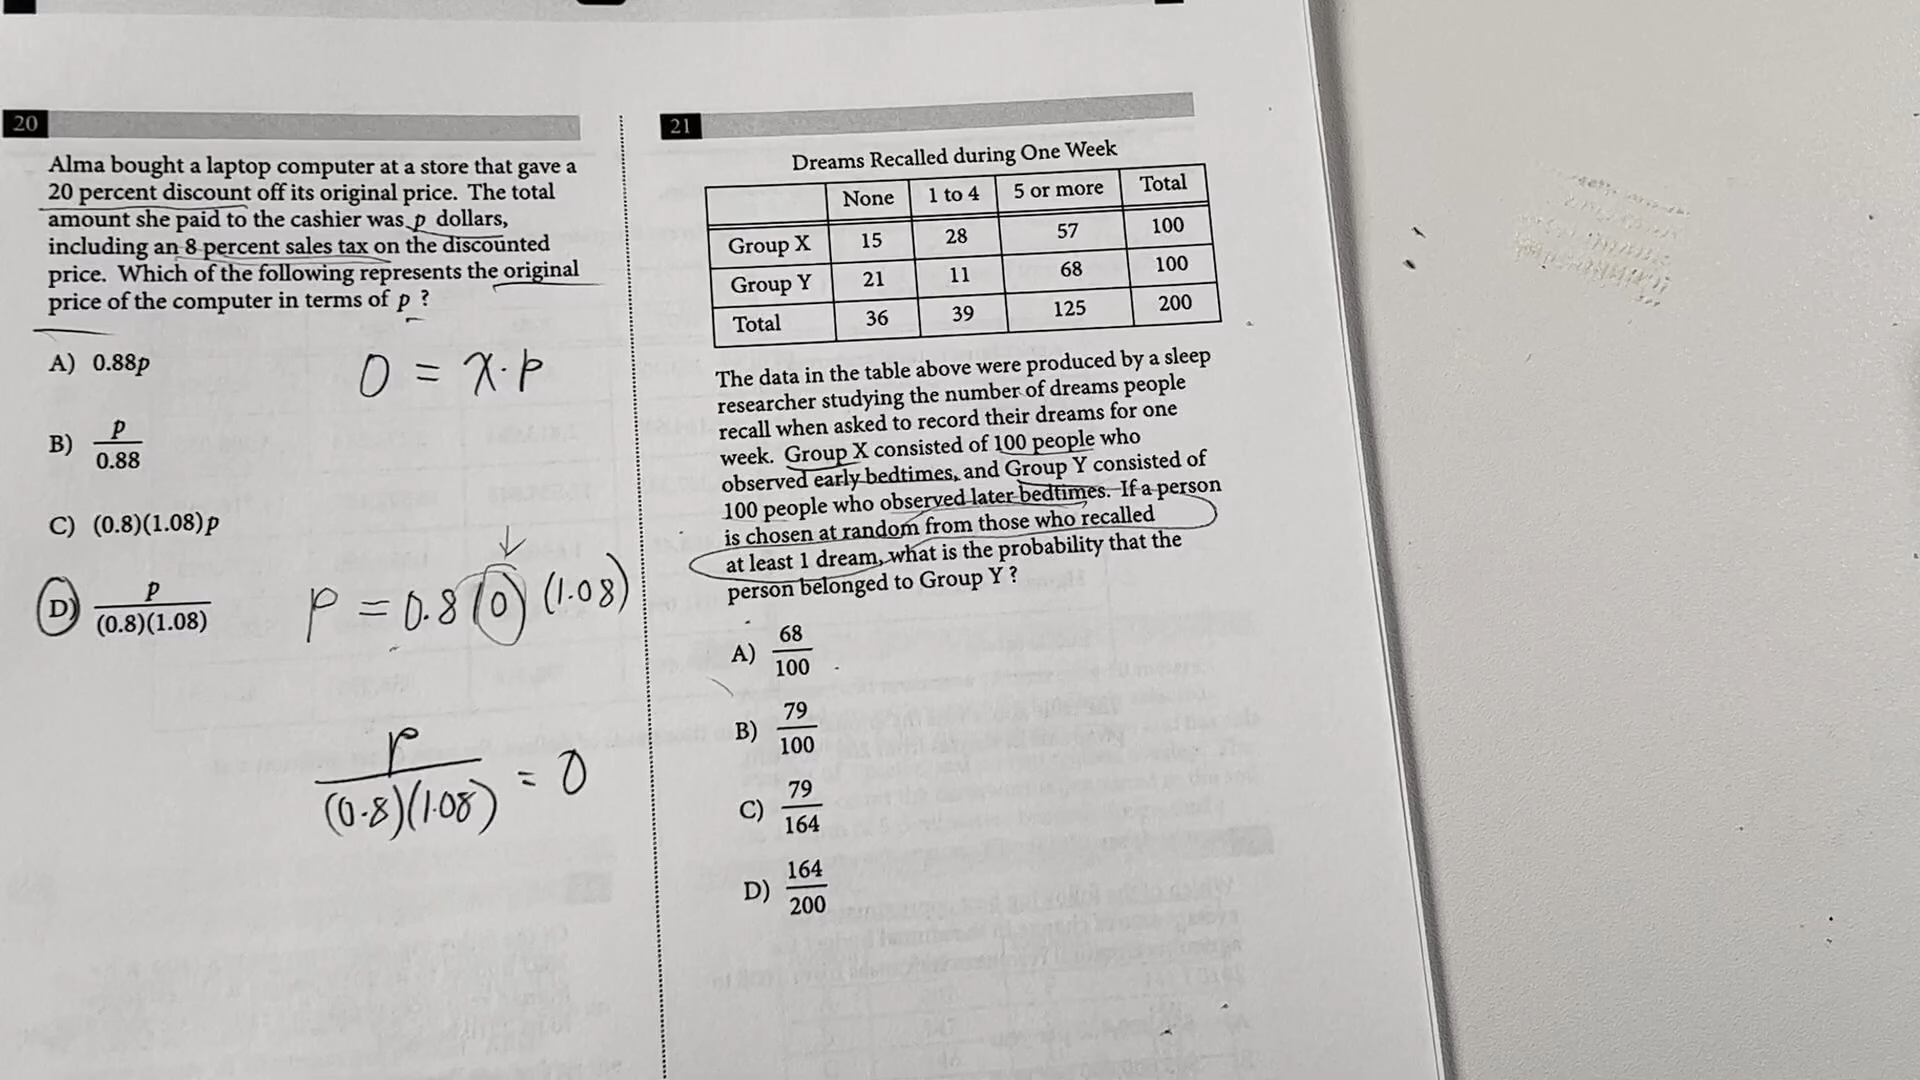 20
Alma bought a laptop computer at a store that gave a
20 percent discount off its original price. The total
amount she paid to the cashier was p dollars,
including an 8 percent sales tax on the discounted
price. Which of the following represents the original
price of the computer in terms of p ?
A) 0.88p
O = x · p
B) p
0.88
C) (0.8)(1.08)p
D) p
(0.8)(1.08)
P = 0.8 (O) (1.08)
P
(0.8)(1.08) = O
21
Dreams Recalled during One Week
None 1 to 4 5 or more Total
Group X 15 28 57 100
Group Y 21 11 68 100
Total 36 39 125 200
The data in the table above were produced by a sleep
researcher studying the number of dreams people
recall when asked to record their dreams for one
week. Group X consisted of 100 people who
observed early bedtimes, and Group Y consisted of
100 people who observed later bedtimes. If a person
is chosen at random from those who recalled
at least 1 dream, what is the probability that the
person belonged to Group Y ?
A) 68
100
B) 79
100
C) 79
164
D) 164
200